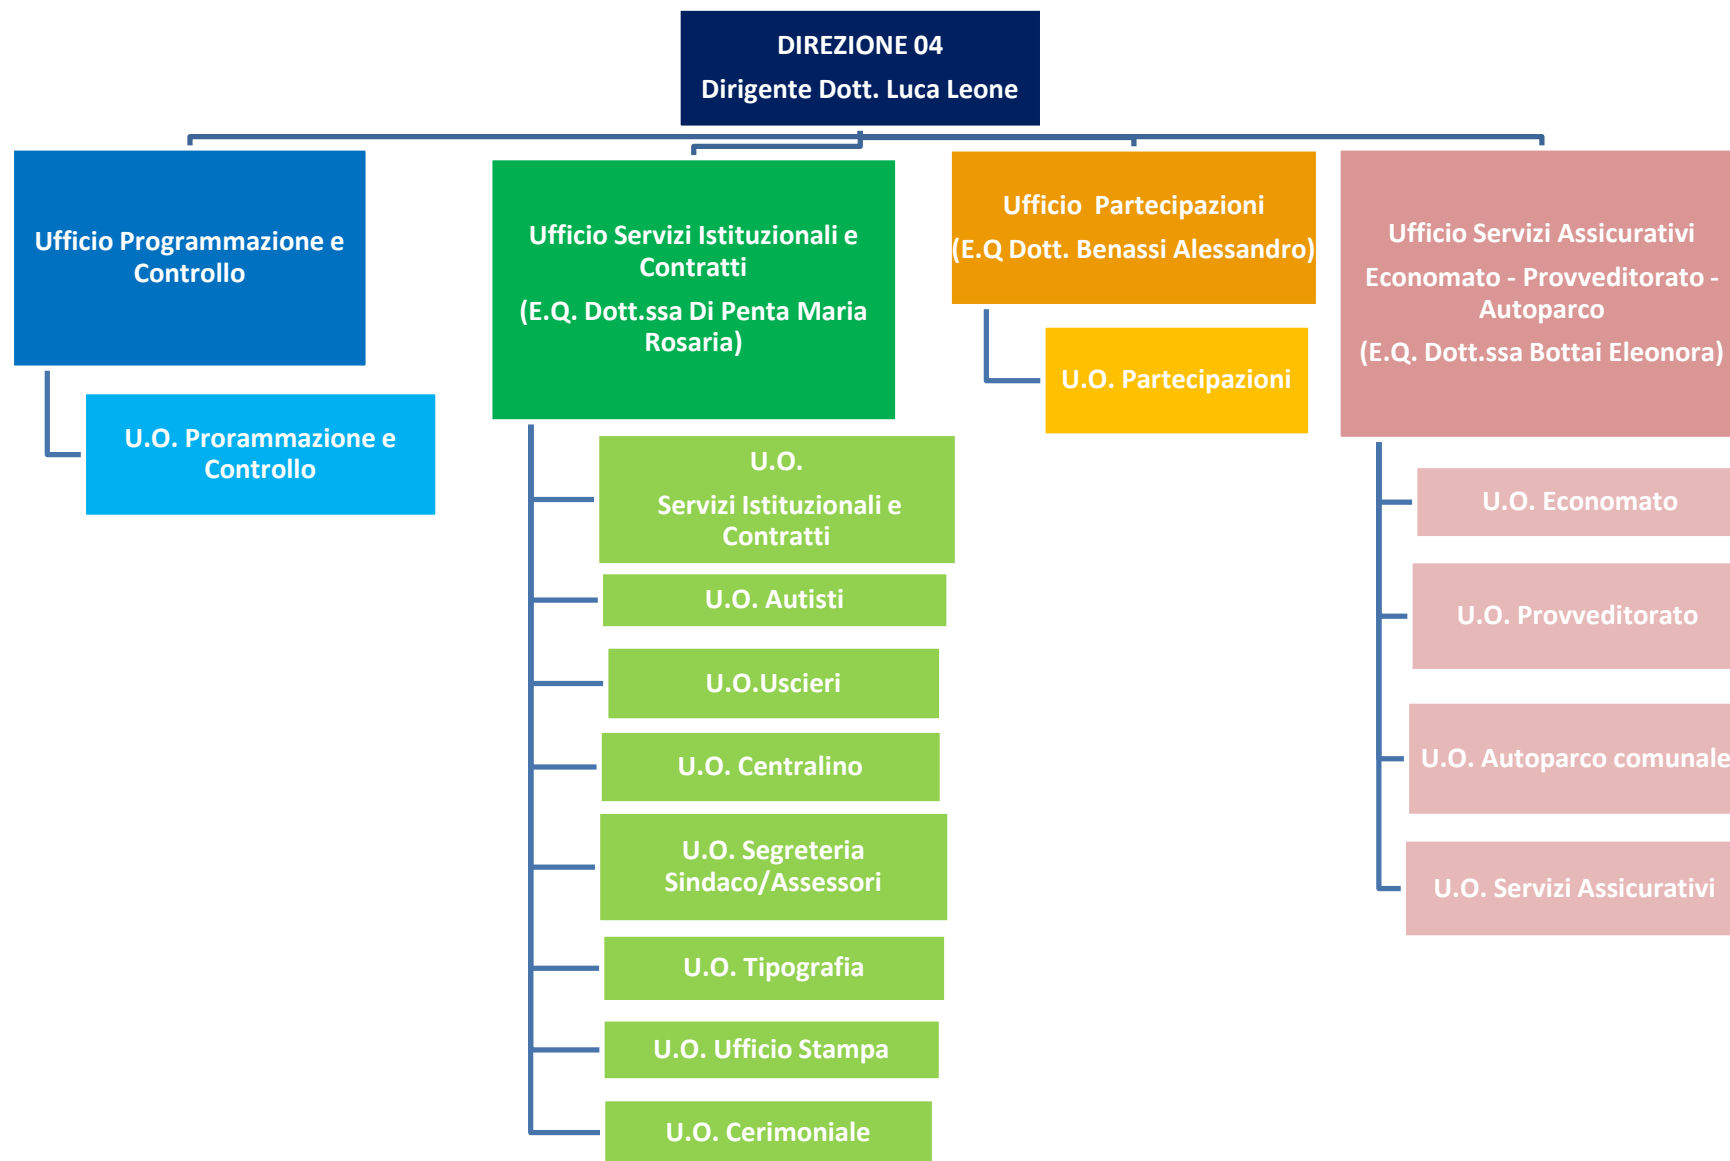 DIREZIONE 04
Dirigente Dott. Luca Leone
Ufficio Programmazione e
Controllo
U.O. Prorammazione e
Controllo
Ufficio Servizi Istituzionali e
Contratti
(E.Q. Dott.ssa Di Penta Maria
Rosaria)
U.O.
Servizi Istituzionali e
Contratti
U.O. Autisti
U.O.Uscieri
U.O. Centralino
U.O. Segreteria
Sindaco/Assessori
U.O. Tipografia
U.O. Ufficio Stampa
U.O. Cerimoniale
Ufficio Partecipazioni
(E.Q Dott. Benassi Alessandro)
U.O. Partecipazioni
Ufficio Servizi Assicurativi
Economato - Provveditorato -
Autoparco
(E.Q. Dott.ssa Bottai Eleonora)
U.O. Economato
U.O. Provveditorato
U.O. Autoparco comunale
U.O. Servizi Assicurativi